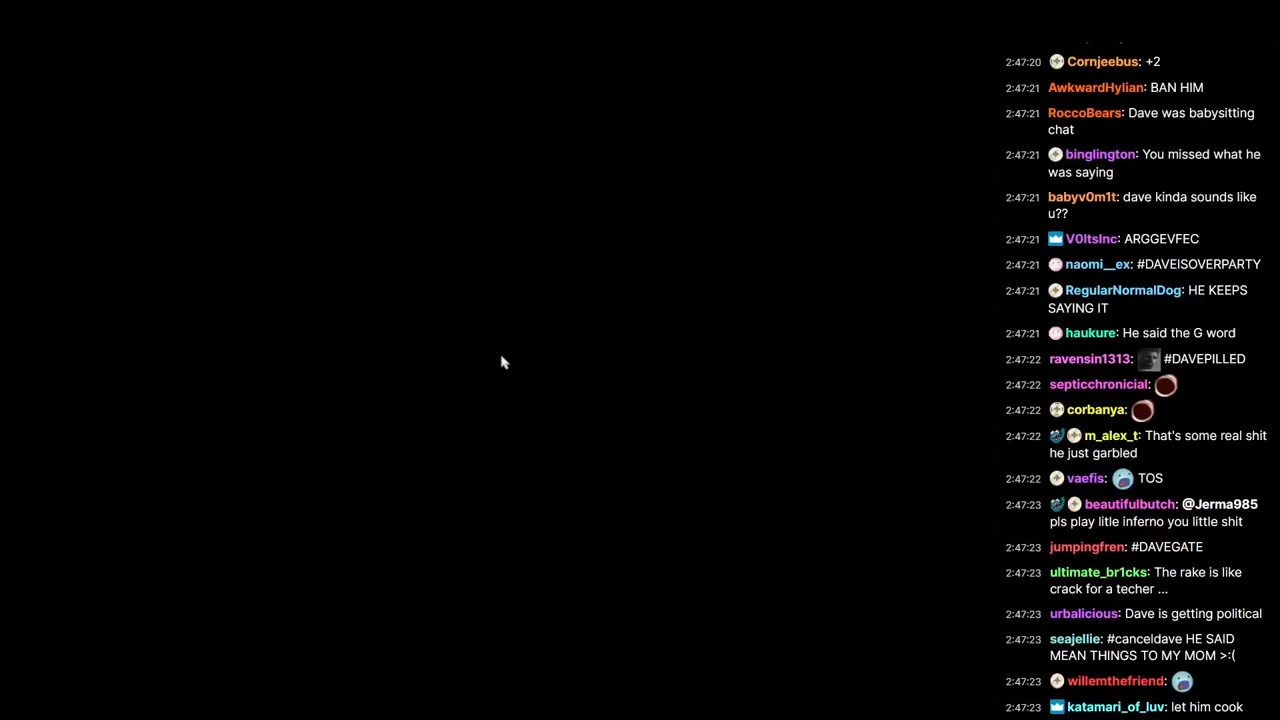 2:47:20 Cornjeebus: +2
2:47:21 AwkwardHylian: BAN HIM
2:47:21 RoccoBears: Dave was babysitting
chat
2:47:21 binglington: You missed what he
was saying
2:47:21 babyv0m1t: dave kinda sounds like
u??
2:47:21 V0ltsInc: ARGGEVFEC
2:47:21 naomi__ex: #DAVEISOVERPARTY
2:47:21 RegularNormalDog: HE KEEPS
SAYING IT
2:47:21 haukure: He said the G word
2:47:22 ravensin1313: #DAVEPILLED
2:47:22 septicchronicial:
2:47:22 corbanya:
2:47:22 m_alex_t: That's some real shit
he just garbled
2:47:22 vaefis: TOS
2:47:23 beautifulbutch: @Jerma985
pls play litle inferno you little shit
2:47:23 jumpingfren: #DAVEGATE
2:47:23 ultimate_br1cks: The rake is like
crack for a techer ...
2:47:23 urbalicious: Dave is getting political
2:47:23 seajellie: #canceldave HE SAID
MEAN THINGS TO MY MOM >:(
2:47:23 willemthefriend:
2:47:23 katamari_of_luv: let him cook